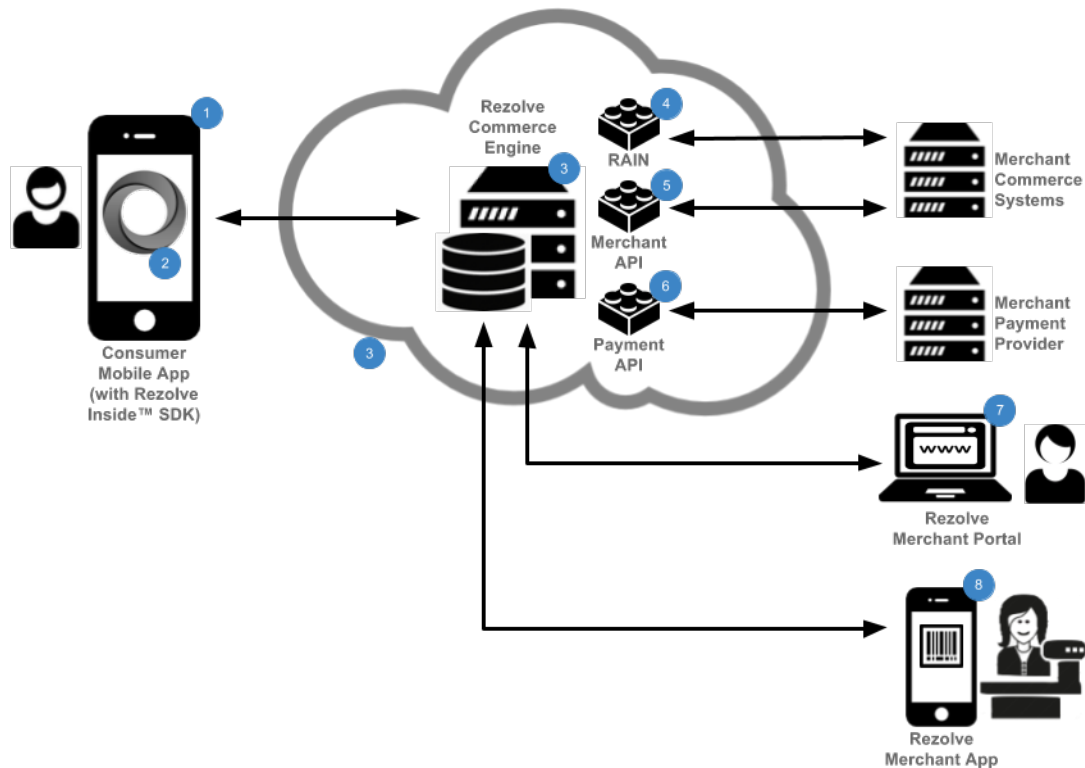 1
2
Consumer
Mobile App
(with Rezolve
Inside™ SDK)
Rezolve
Commerce
Engine
3
3
4
RAIN
5
Merchant
API
6
Payment
API
Merchant
Commerce
Systems
Merchant
Payment
Provider
7
www
Rezolve
Merchant Portal
8
Rezolve
Merchant App